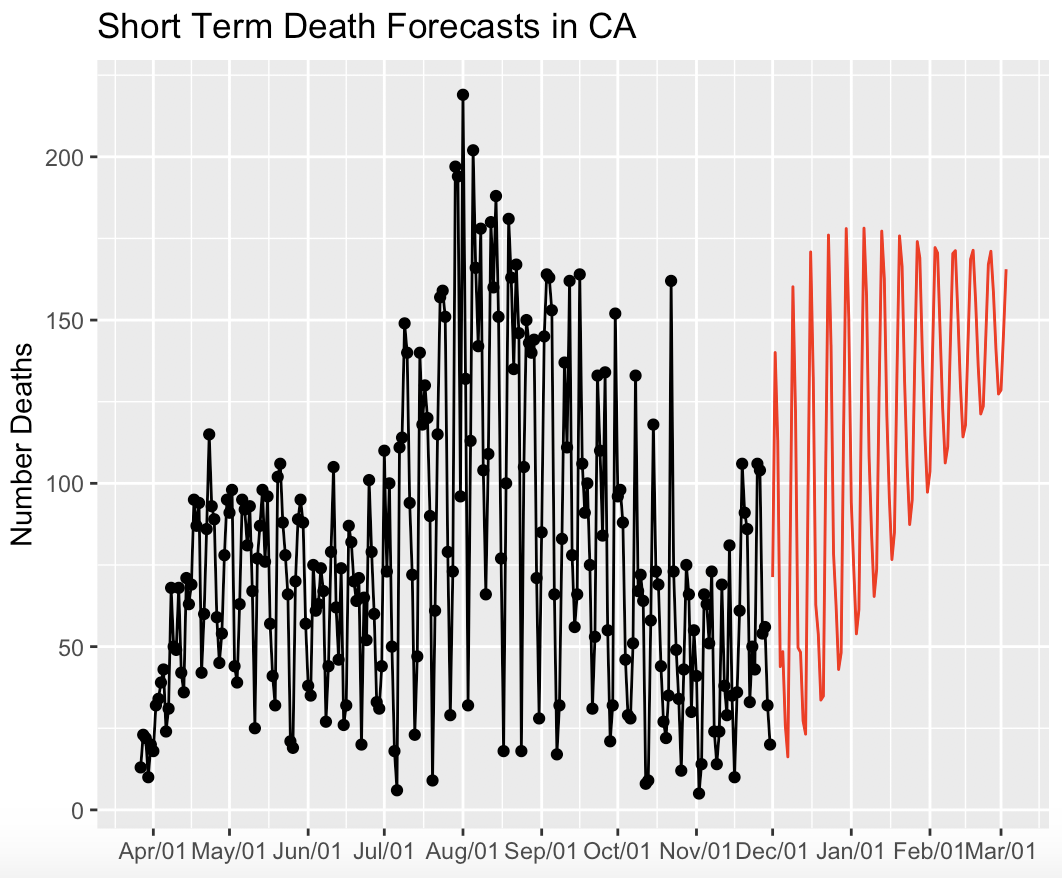 Short Term Death Forecasts in CA
Number Deaths
200
150
100
50
0
Apr/01 May/01 Jun/01 Jul/01 Aug/01 Sep/01 Oct/01 Nov/01 Dec/01 Jan/01 Feb/01 Mar/01